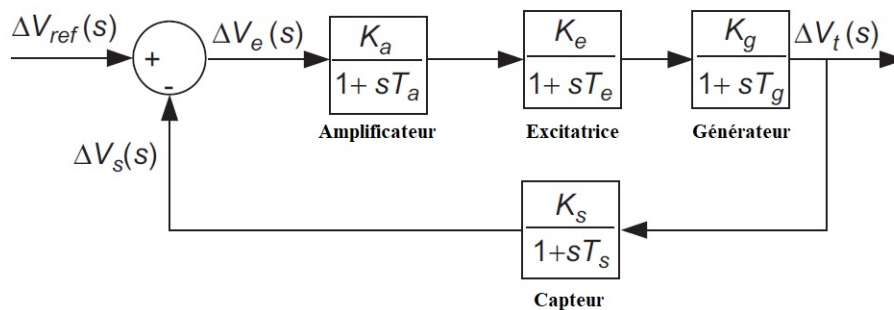 ΔV_ref(s)
+
-
ΔV_e(s)
K_a
1 + sT_a
Amplificateur
K_e
1 + sT_e
Excitatrice
K_g
1 + sT_g
Générateur
ΔV_t(s)
ΔV_s(s)
K_s
1+sT_s
Capteur